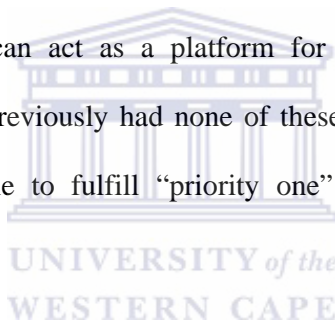 can act as a platform for
reviously had none of these
e to fulfill “priority one”
UNIVERSITY of the
WESTERN CAPE